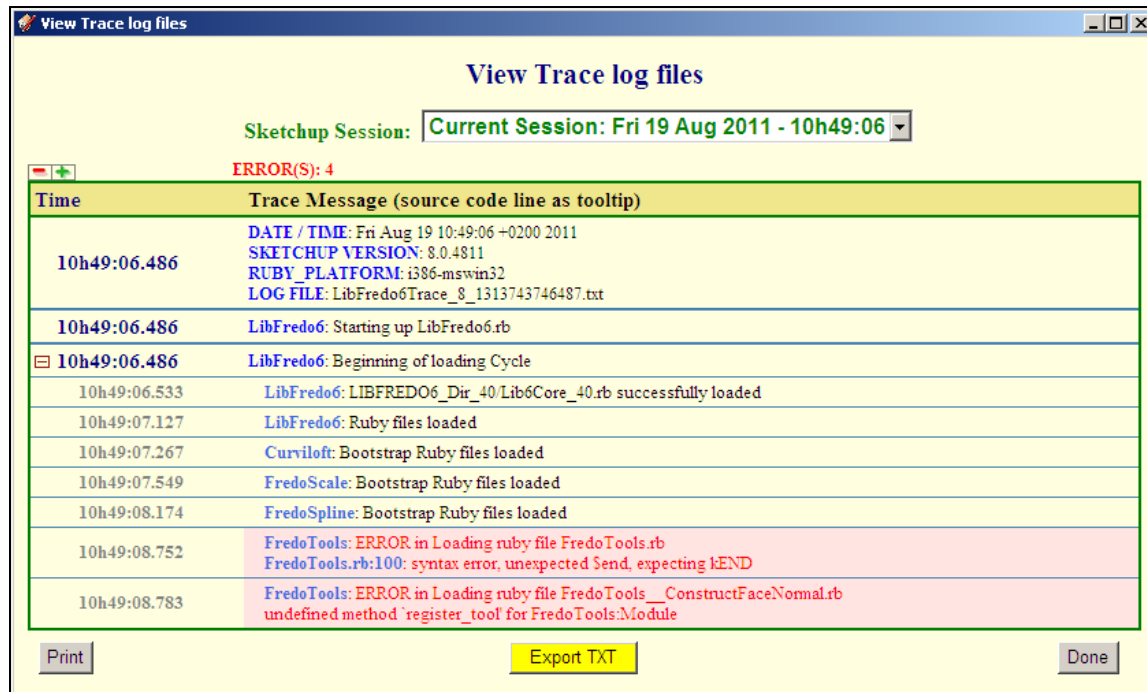 View Trace log files
View Trace log files
Sketchup Session: Current Session: Fri 19 Aug 2011 - 10h49:06
ERROR(S): 4
Time Trace Message (source code line as tooltip)
10h49:06.486
DATE / TIME: Fri Aug 19 10:49:06 +0200 2011
SKETCHUP VERSION: 8.0.4811
RUBY_PLATFORM: i386-mswin32
LOG FILE: LibFredo6Trace_8_1313743746487.txt
10h49:06.486 LibFredo6: Starting up LibFredo6.rb
10h49:06.486 LibFredo6: Beginning of loading Cycle
10h49:06.533 LibFredo6: LIBFREDO6_Dir_40/Lib6Core_40.rb successfully loaded
10h49:07.127 LibFredo6: Ruby files loaded
10h49:07.267 Curviloft: Bootstrap Ruby files loaded
10h49:07.549 FredoScale: Bootstrap Ruby files loaded
10h49:08.174 FredoSpline: Bootstrap Ruby files loaded
10h49:08.752
FredoTools: ERROR in Loading ruby file FredoTools.rb
FredoTools.rb:100: syntax error, unexpected $end, expecting kEND
10h49:08.783
FredoTools: ERROR in Loading ruby file FredoTools__ConstructFaceNormal.rb
undefined method `register_tool' for FredoTools:Module
Print Export TXT Done